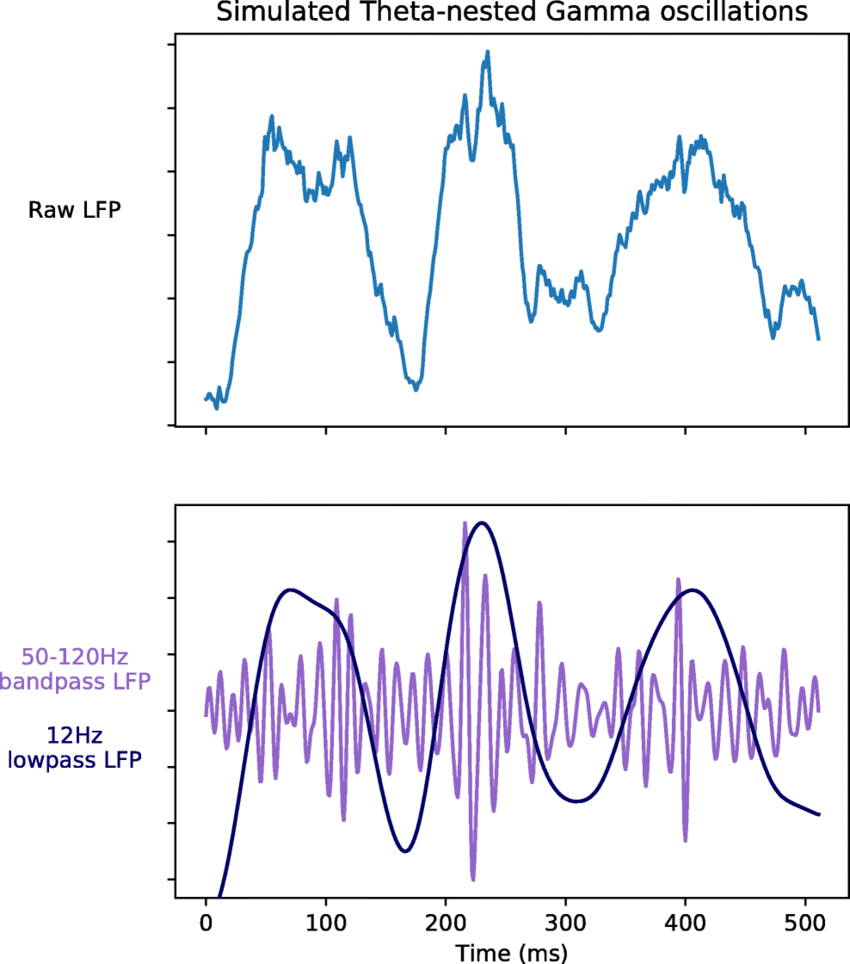 Simulated Theta-nested Gamma oscillations
Raw LFP
50-120Hz
bandpass LFP
12Hz
lowpass LFP
0 100 200 300 400 500
Time (ms)